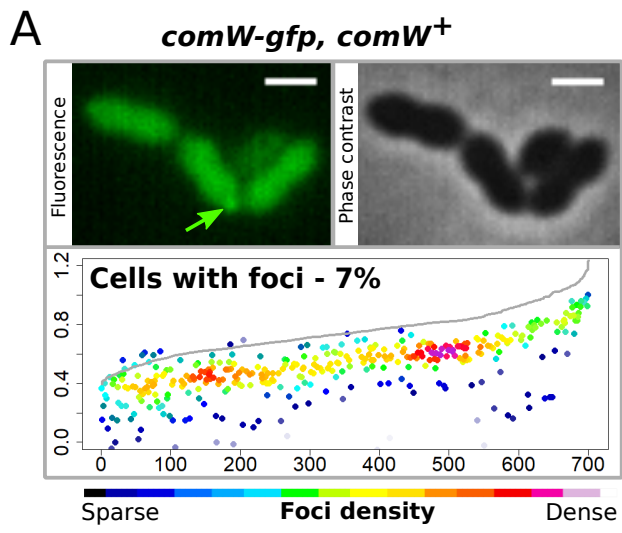 A
comW-gfp, comW+
Fluorescence
Phase contrast
Cells with foci - 7%
1.2
0.8
0.4
0.0
0 100 200 300 400 500 600 700
Sparse Foci density Dense